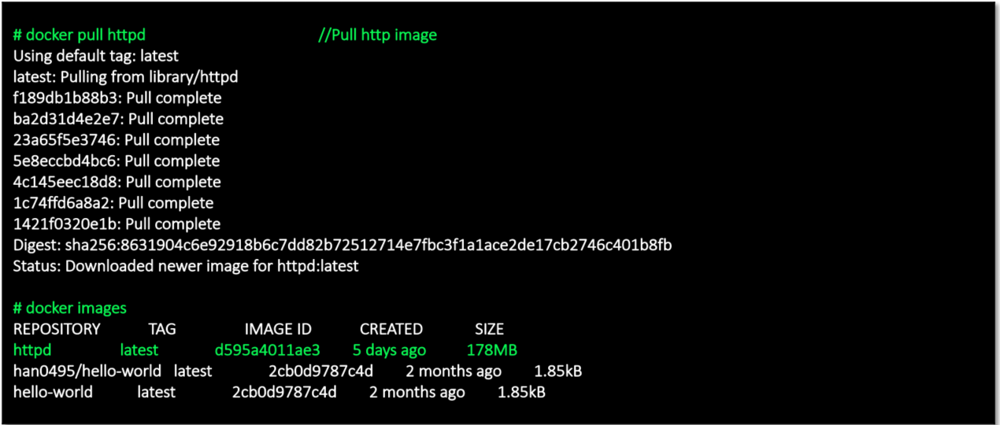 # docker pull httpd //Pull http image
Using default tag: latest
latest: Pulling from library/httpd
f189db1b88b3: Pull complete
ba2d31d4e2e7: Pull complete
23a65f5e3746: Pull complete
5e8eccbd4bc6: Pull complete
4c145eec18d8: Pull complete
1c74ffd6a8a2: Pull complete
1421f0320e1b: Pull complete
Digest: sha256:8631904c6e92918b6c7dd82b72512714e7fbc3f1a1ace2de17cb2746c401b8fb
Status: Downloaded newer image for httpd:latest
# docker images
REPOSITORY TAG IMAGE ID CREATED SIZE
httpd latest d595a4011ae3 5 days ago 178MB
han0495/hello-world latest 2cb0d9787c4d 2 months ago 1.85kB
hello-world latest 2cb0d9787c4d 2 months ago 1.85kB